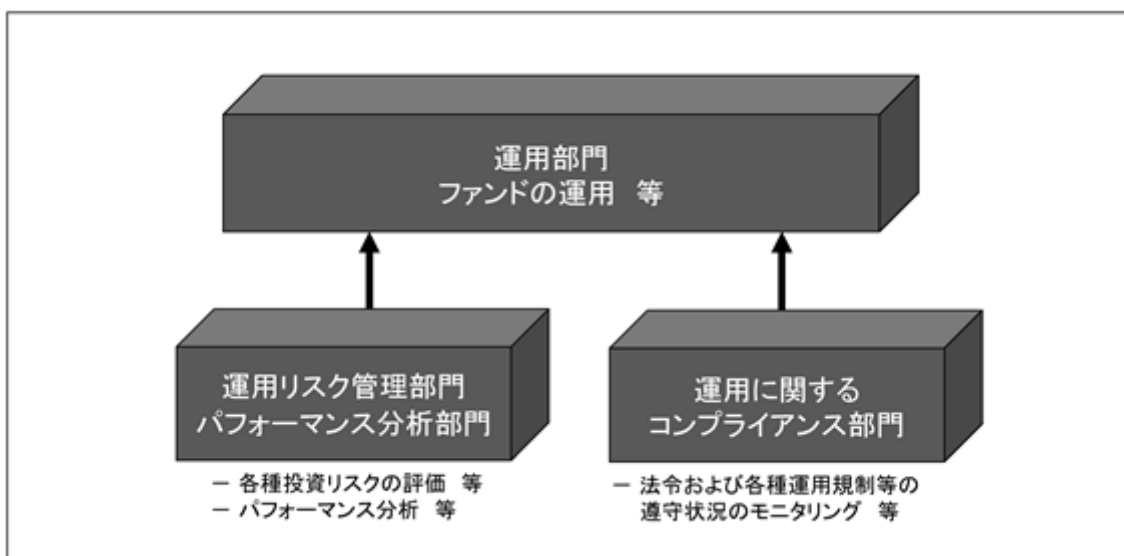 運用部門
ファンドの運用　等
運用リスク管理部門
パフォーマンス分析部門
運用に関する
コンプライアンス部門
－ 各種投資リスクの評価　等
－ パフォーマンス分析　等
－ 法令および各種運用規制等の
遵守状況のモニタリング　等